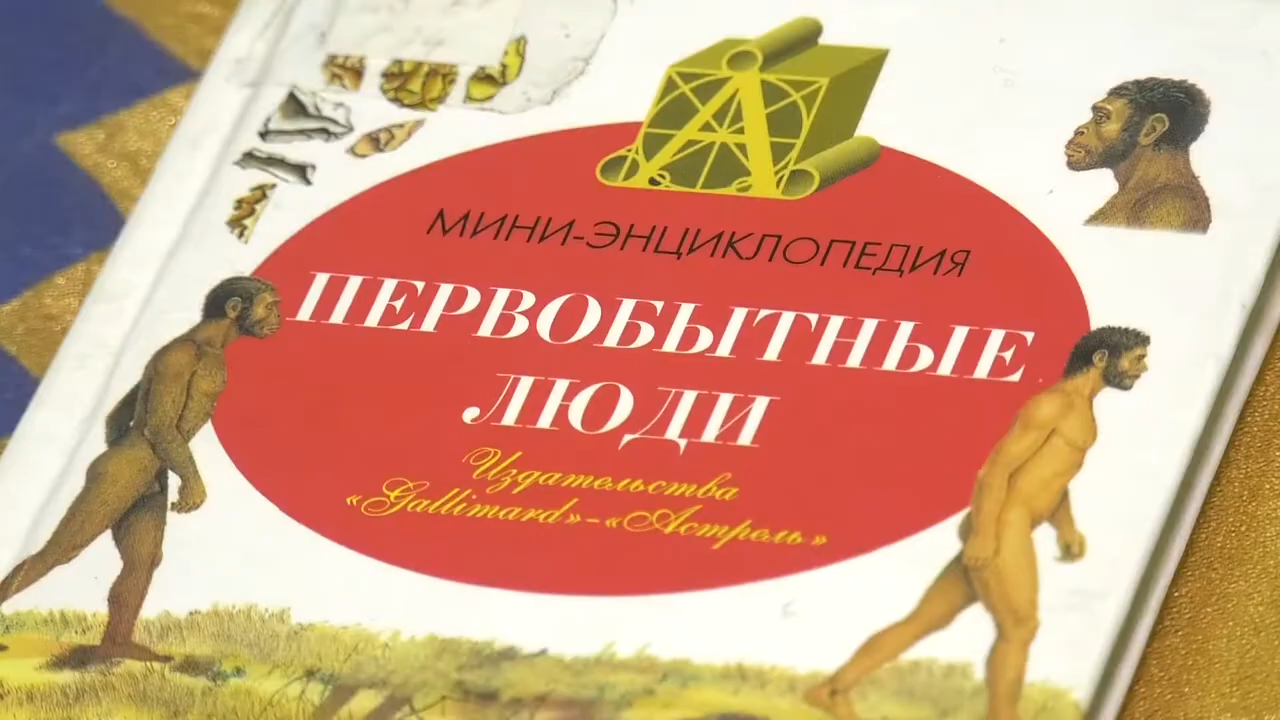 А
МИНИ-ЭНЦИКЛОПЕДИЯ
ПЕРВОБЫТНЫЕ
ЛЮДИ
Издательства
«Gallimard»–«Астрель»